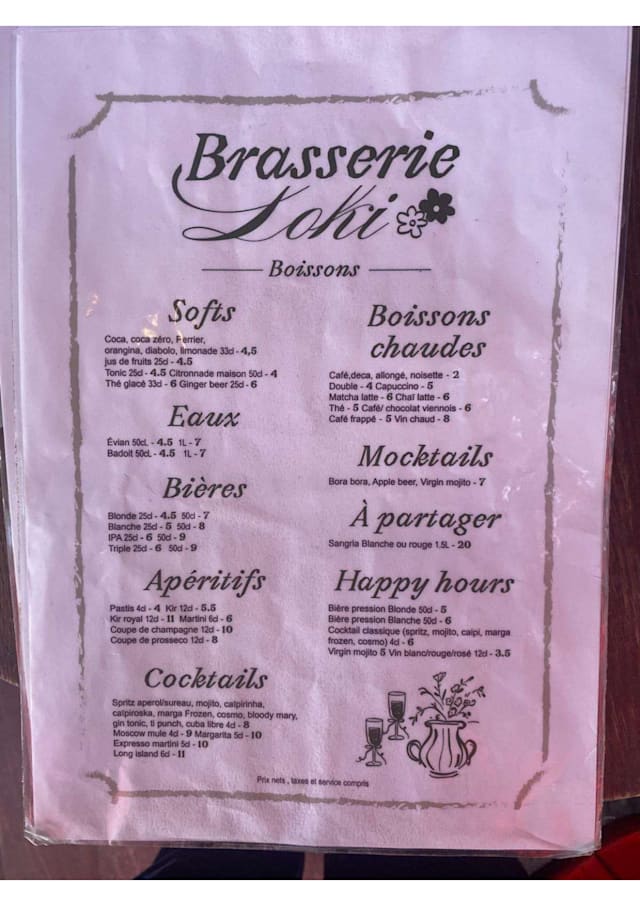 Brasserie
Loki
Boissons
Softs
Coca, coca zéro, Perrier,
orangina, diabolo, limonade 33cl - 4,5
jus de fruits 25cl - 4.5
Tonic 25cl - 4.5 Citronnade maison 50cl - 4
Thé glacé 33cl - 6 Ginger beer 25cl - 6
Eaux
Évian 50cL - 4.5 1L - 7
Badoit 50cL - 4.5 1L - 7
Bières
Blonde 25cl - 4.5 50cl - 7
Blanche 25cl - 5 50cl - 8
IPA 25cl - 6 50cl - 9
Triple 25cl - 6 50cl - 9
Apéritifs
Pastis 4cl - 4 Kir 12cl - 5.5
Kir royal 12cl - 11 Martini 6cl - 6
Coupe de champagne 12cl - 10
Coupe de prosseco 12cl - 8
Cocktails
Spritz aperol/sureau, mojito, caïpirinha,
caïpiroska, marga Frozen, cosmo, bloody mary,
gin tonic, ti punch, cuba libre 4cl - 8
Moscow mule 4cl - 9 Margarita 5cl - 10
Expresso martini 5cl - 10
Long island 6cl - 11
Boissons
chaudes
Café,deca, allongé, noisette - 2
Double - 4 Capuccino - 5
Matcha latte - 6 Chaï latte - 6
Thé - 5 Café/ chocolat viennois - 6
Café frappé - 5 Vin chaud - 8
Mocktails
Bora bora, Apple beer, Virgin mojito - 7
À partager
Sangria Blanche ou rouge 1.5L - 20
Happy hours
Bière pression Blonde 50cl - 5
Bière pression Blanche 50cl - 6
Cocktail classique (spritz, mojito, caïpi, marga
frozen, cosmo) 4cl - 6
Virgin mojito 5 Vin blanc/rouge/rosé 12cl - 3.5
Prix nets , taxes et service compris